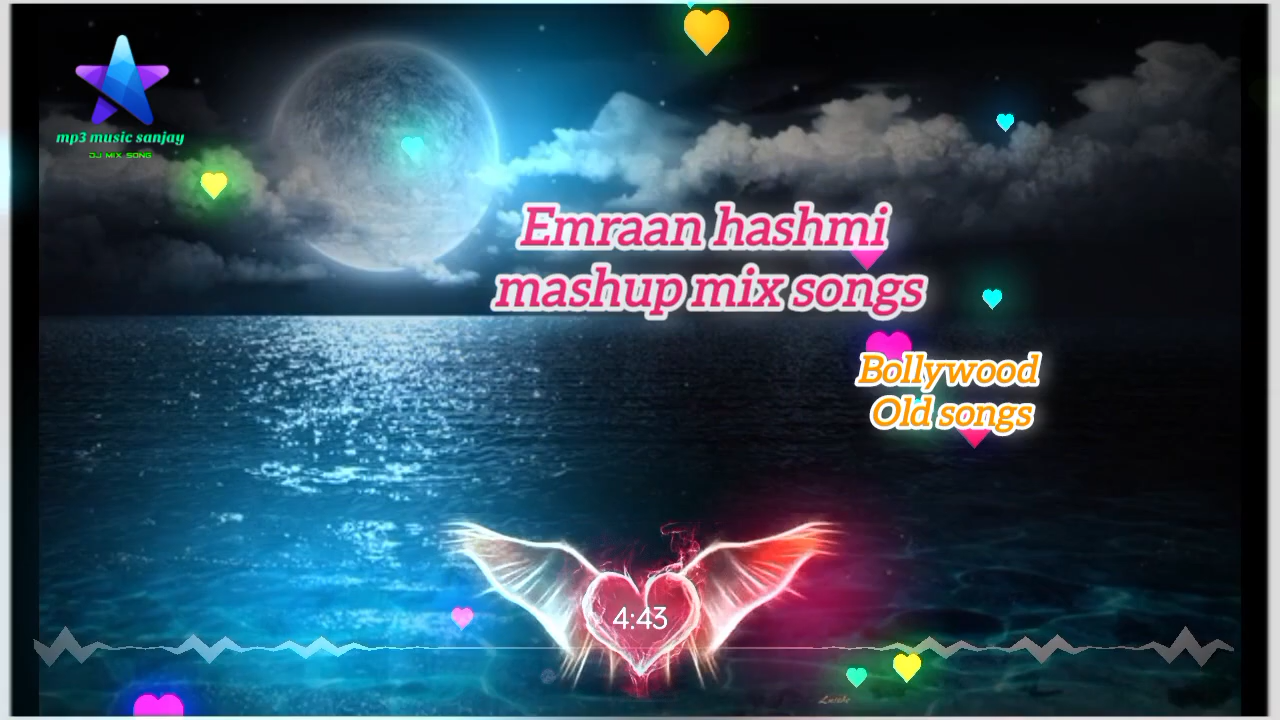 mp3 music sanjay
DJ MIX SONG
Emraan hashmi
mashup mix songs
Bollywood
Old songs
4:43